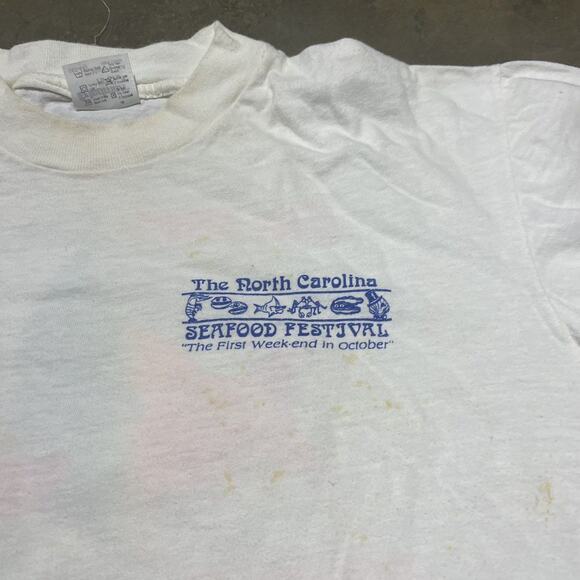 The North Carolina
SEAFOOD FESTIVAL
"The First Week-end in October"